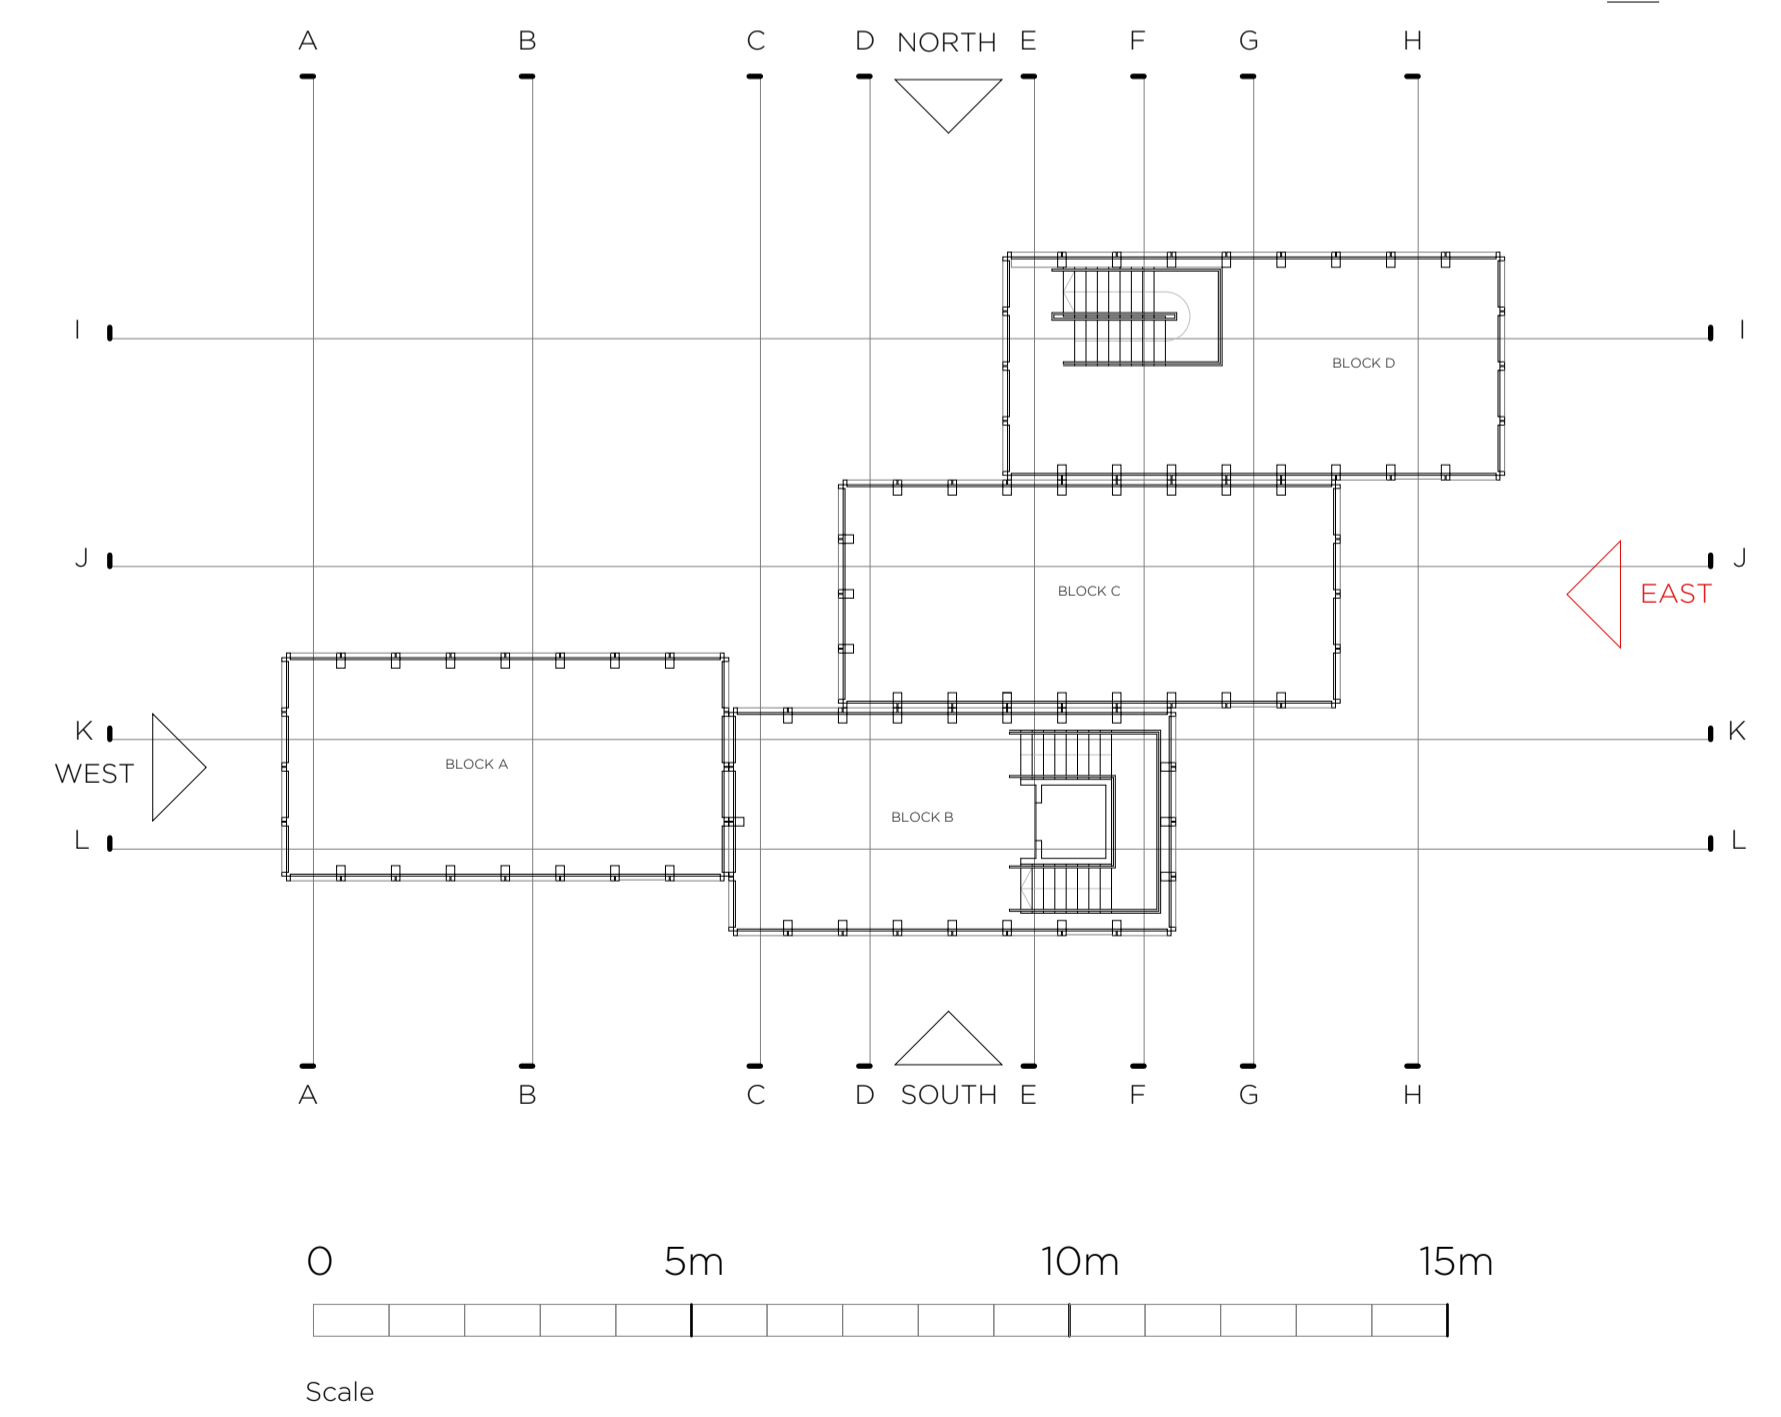 A B C D NORTH E F G H
I I
BLOCK D
J J
BLOCK C
EAST
K K
WEST
BLOCK A
BLOCK B
L L
A B C D SOUTH E F G H
0 5m 10m 15m
Scale